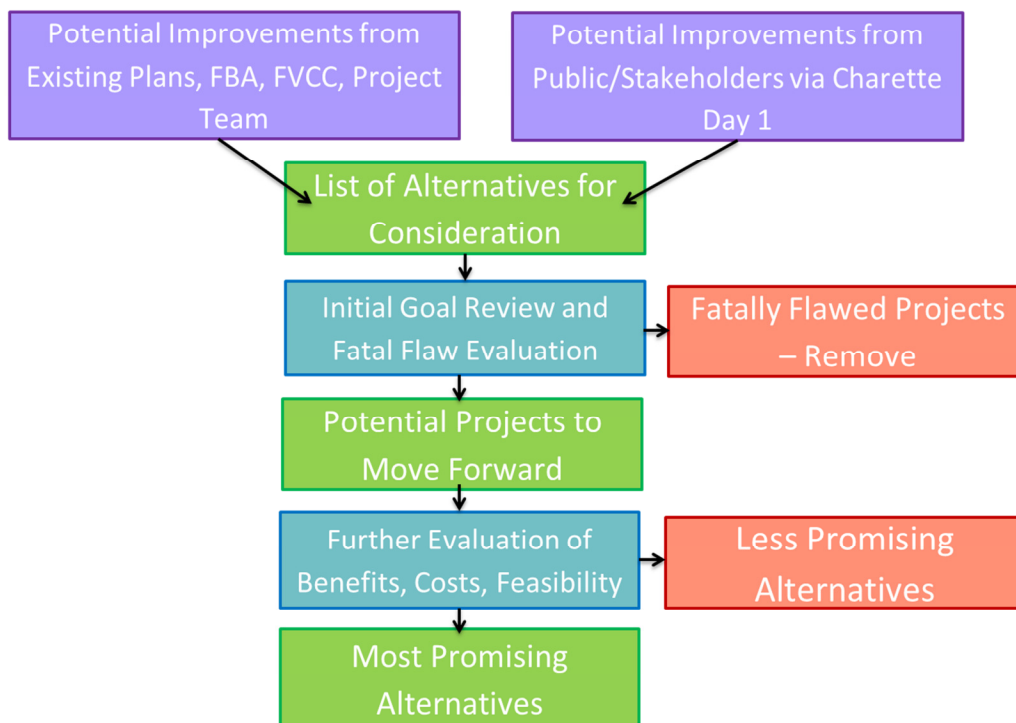 Potential Improvements from
Existing Plans, FBA, FVCC, Project
Team
Potential Improvements from
Public/Stakeholders via Charette
Day 1
List of Alternatives for
Consideration
Initial Goal Review and
Fatal Flaw Evaluation
Fatally Flawed Projects
– Remove
Potential Projects to
Move Forward
Further Evaluation of
Benefits, Costs, Feasibility
Less Promising
Alternatives
Most Promising
Alternatives